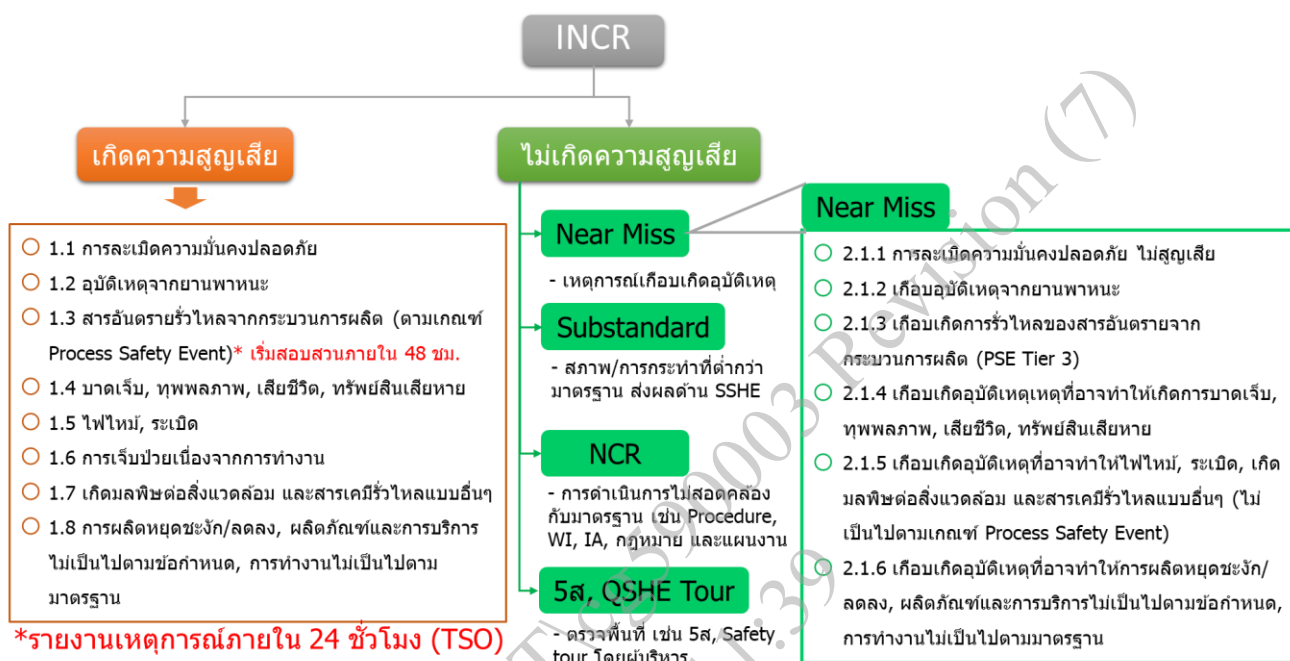 INCR
เกิดความสูญเสีย
1.1 การละเมิดความมั่นคงปลอดภัย
1.2 อุบัติเหตุจากยานพาหนะ
1.3 สารอันตรายรั่วไหลจากกระบวนการผลิต (ตามเกณฑ์
Process Safety Event)* เริ่มสอบสวนภายใน 48 ชม.
1.4 บาดเจ็บ, ทุพพลภาพ, เสียชีวิต, ทรัพย์สินเสียหาย
1.5 ไฟไหม้, ระเบิด
1.6 การเจ็บป่วยเนื่องจากการทำงาน
1.7 เกิดมลพิษต่อสิ่งแวดล้อม และสารเคมีรั่วไหลแบบอื่นๆ
1.8 การผลิตหยุดชะงัก/ลดลง, ผลิตภัณฑ์และการบริการ
ไม่เป็นไปตามข้อกำหนด, การทำงานไม่เป็นไปตาม
มาตรฐาน
*รายงานเหตุการณ์ภายใน 24 ชั่วโมง (TSO)
ไม่เกิดความสูญเสีย
Near Miss
- เหตุการณ์เกือบเกิดอุบัติเหตุ
Substandard
- สภาพ/การกระทำที่ต่ำกว่า
มาตรฐาน ส่งผลด้าน SSHE
NCR
- การดำเนินการไม่สอดคล้อง
กับมาตรฐาน เช่น Procedure,
WI, IA, กฎหมาย และแผนงาน
5ส, QSHE Tour
- ตรวจพื้นที่ เช่น 5ส, Safety
tour โดยผู้บริหาร
Near Miss
2.1.1 การละเมิดความมั่นคงปลอดภัย ไม่สูญเสีย
2.1.2 เกือบอุบัติเหตุจากยานพาหนะ
2.1.3 เกือบเกิดการรั่วไหลของสารอันตรายจาก
กระบวนการผลิต (PSE Tier 3)
2.1.4 เกือบเกิดอุบัติเหตุเหตุที่อาจทำให้เกิดการบาดเจ็บ,
ทุพพลภาพ, เสียชีวิต, ทรัพย์สินเสียหาย
2.1.5 เกือบเกิดอุบัติเหตุที่อาจทำให้ไฟไหม้, ระเบิด, เกิด
มลพิษต่อสิ่งแวดล้อม และสารเคมีรั่วไหลแบบอื่นๆ (ไม่
เป็นไปตามเกณฑ์ Process Safety Event)
2.1.6 เกือบเกิดอุบัติเหตุที่อาจทำให้การผลิตหยุดชะงัก/
ลดลง, ผลิตภัณฑ์และการบริการไม่เป็นไปตามข้อกำหนด,
การทำงานไม่เป็นไปตามมาตรฐาน
T\cg590003 Revision (7)
1:39